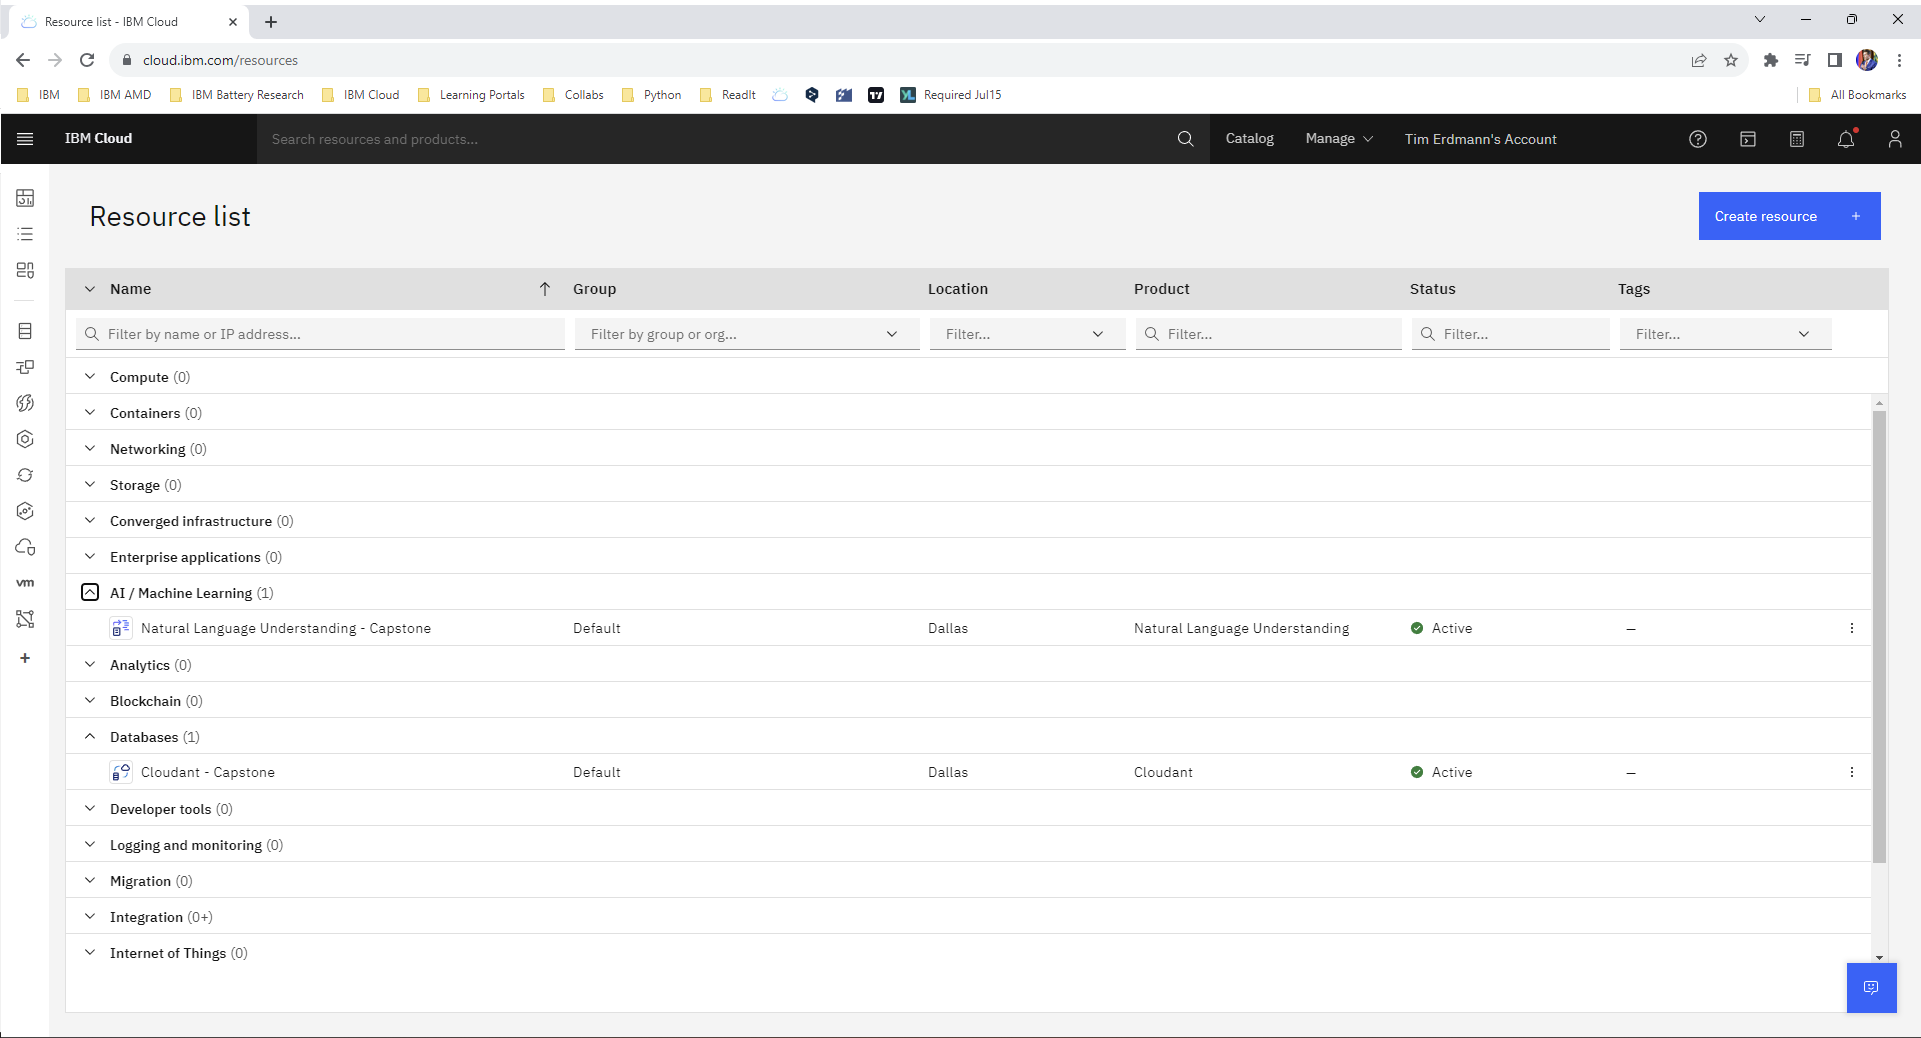 Resource list - IBM Cloud
cloud.ibm.com/resources
IBM IBM AMD IBM Battery Research IBM Cloud Learning Portals Collabs Python ReadIt Required Jul15 All Bookmarks
IBM Cloud Search resources and products... Catalog Manage Tim Erdmann's Account
Resource list
Create resource +
Name Group Location Product Status Tags
Filter by name or IP address... Filter by group or org... Filter... Filter... Filter... Filter...
Compute (0)
Containers (0)
Networking (0)
Storage (0)
Converged infrastructure (0)
Enterprise applications (0)
vm
AI / Machine Learning (1)
Natural Language Understanding - Capstone Default Dallas Natural Language Understanding Active –
Analytics (0)
Blockchain (0)
Databases (1)
Cloudant - Capstone Default Dallas Cloudant Active –
Developer tools (0)
Logging and monitoring (0)
Migration (0)
Integration (0+)
Internet of Things (0)